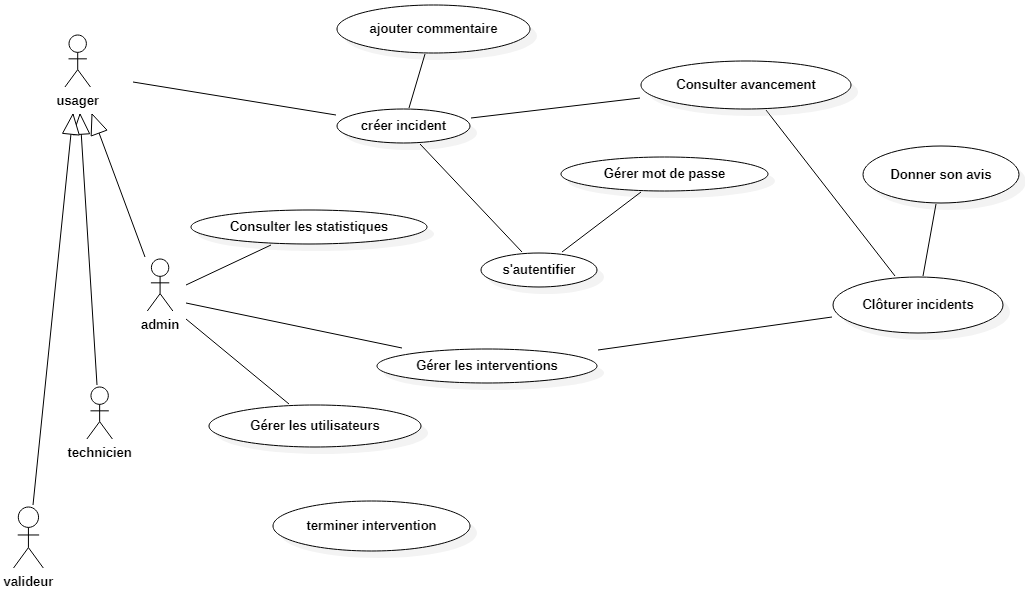 ajouter commentaire
usager
Consulter avancement
créer incident
Gérer mot de passe
Donner son avis
Consulter les statistiques
s'autentifier
admin
Clôturer incidents
Gérer les interventions
Gérer les utilisateurs
technicien
terminer intervention
valideur